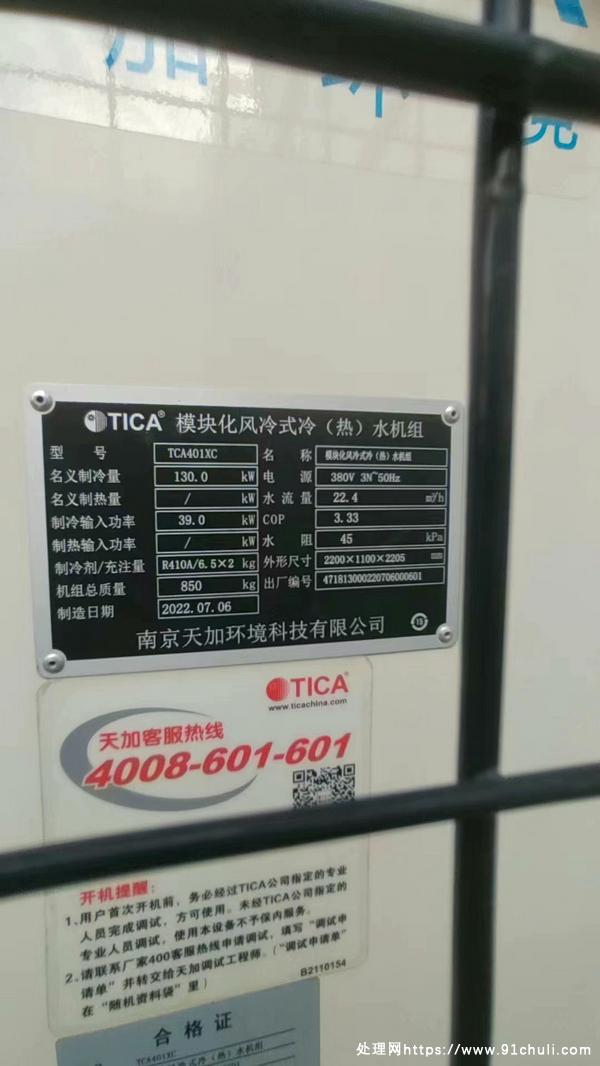 加环境
TICA® 模块化风冷式冷（热）水机组
型 号 TCA401XC 名 称 模块化风冷式冷（热）水机组
名义制冷量 130.0 kW 电 源 380V 3N~50Hz
名义制热量 / kW 水 流 量 22.4 m³/h
制冷输入功率 39.0 kW COP 3.33
制热输入功率 / kW 水 阻 45 kPa
制冷剂/充注量 R410A/6.5×2 kg 外形尺寸 2200×1100×2205 mm
机组总质量 850 kg 出厂编号 471813000220706000601
制造日期 2022.07.06
南京天加环境科技有限公司
15
TICA®
www.ticachina.com
天加客服热线
4008-601-601
开机提醒：
1、用户首次开机前，务必经过TICA公司指定的专业
人员完成调试，方可使用。未经TICA公司指定的
专业人员调试，使用本设备不予保内服务。
2、请联系厂家400客服热线申请调试，填写“调试申
请单”并转交给天加调试工程师。（“调试申请单”
在“随机资料袋”里）
B2110154
合格证
TCA401XC
式冷（热）水机组
处理网https://www.91chuli.com